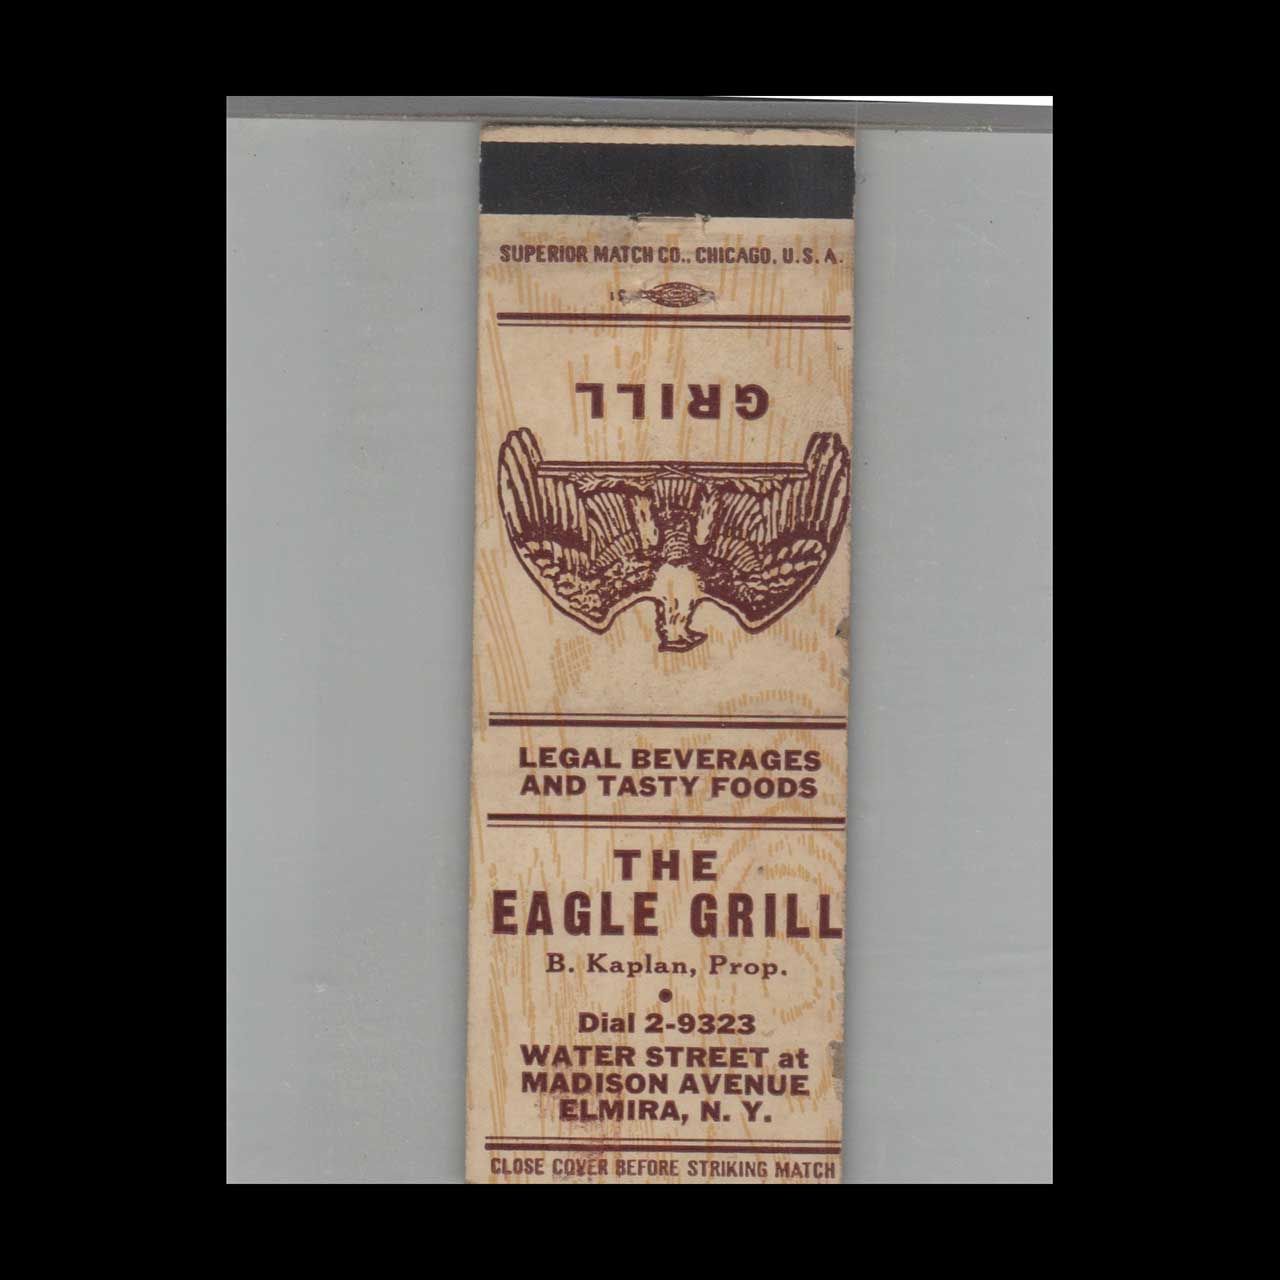 SUPERIOR MATCH CO., CHICAGO, U.S.A.
51
GRILL
LEGAL BEVERAGES
AND TASTY FOODS
THE
EAGLE GRILL
B. Kaplan, Prop.
•
Dial 2-9323
WATER STREET at
MADISON AVENUE
ELMIRA, N. Y.
CLOSE COVER BEFORE STRIKING MATCH